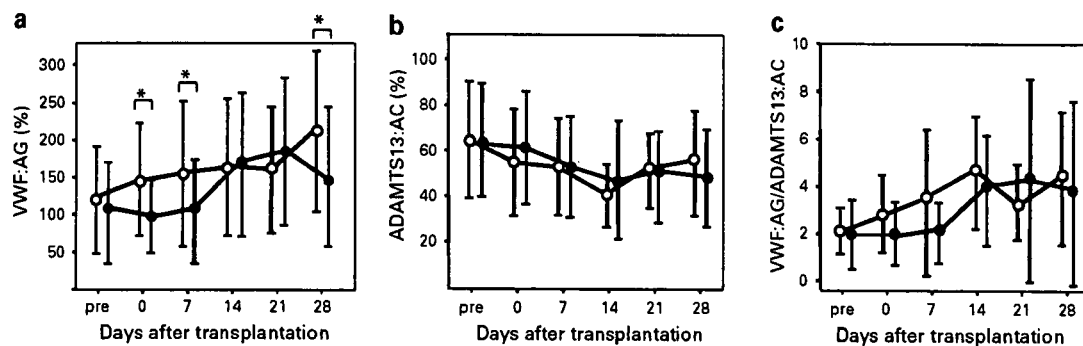 a
VWF:AG (%)
300
250
200
150
100
50
*
*
*
pre 0 7 14 21 28
Days after transplantation
b
ADAMTS13:AC (%)
100
80
60
40
20
pre 0 7 14 21 28
Days after transplantation
c
VWF:AG/ADAMTS13:AC
10
8
6
4
2
0
pre 0 7 14 21 28
Days after transplantation